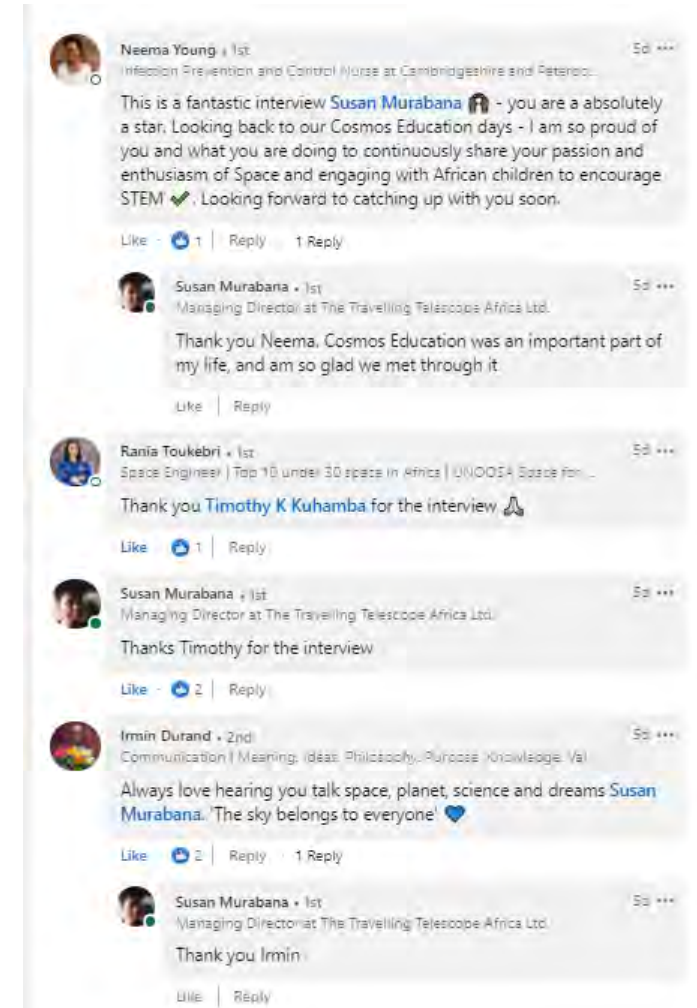 Neema Young • 1st 5d •••
Infection Prevention and Control Nurse at Cambridgeshire and Peterbo...
This is a fantastic interview Susan Murabana - you are a absolutely
a star. Looking back to our Cosmos Education days - I am so proud of
you and what you are doing to continuously share your passion and
enthusiasm of Space and engaging with African children to encourage
STEM' ✔. Looking forward to catching up with you soon.
Like · 1 | Reply · 1 Reply
Susan Murabana • 1st 5d •••
Managing Director at The Travelling Telescope Africa Ltd.
Thank you Neema. Cosmos Education was an important part of
my life, and am so glad we met through it
Like | Reply
Rania Toukebri • 1st 5d •••
Space Engineer | Top 10 under 30 space in Africa | UNOOSA Space for ...
Thank you Timothy K Kuhamba for the interview 🙏
Like · 1 | Reply
Susan Murabana • 1st 5d •••
Managing Director at The Travelling Telescope Africa Ltd.
Thanks Timothy for the interview
Like · 2 | Reply
Irmin Durand • 2nd 5d •••
Communication | Meaning, Ideas, Philosophy, Purpose, Knowledge, Val...
Always love hearing you talk space, planet, science and dreams Susan
Murabana. 'The sky belongs to everyone' 💙
Like · 2 | Reply · 1 Reply
Susan Murabana • 1st 5d •••
Managing Director at The Travelling Telescope Africa Ltd.
Thank you Irmin
Like | Reply